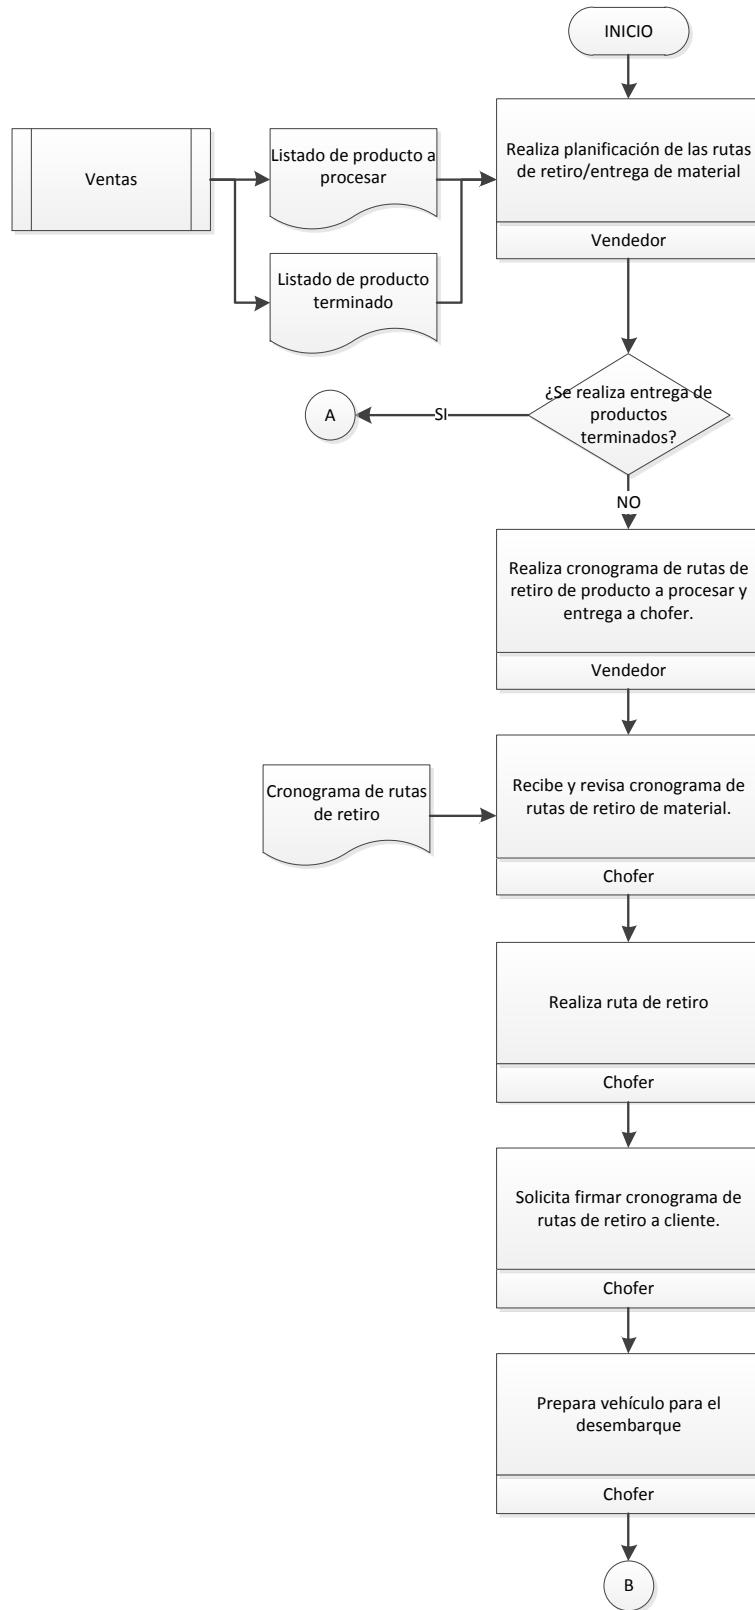 INICIO
Ventas
Listado de producto a
procesar
Realiza planificación de las rutas
de retiro/entrega de material
Vendedor
Listado de producto
terminado
¿Se realiza entrega de
productos
terminados?
SI
A
NO
Realiza cronograma de rutas de
retiro de producto a procesar y
entrega a chofer.
Vendedor
Cronograma de rutas
de retiro
Recibe y revisa cronograma de
rutas de retiro de material.
Chofer
Realiza ruta de retiro
Chofer
Solicita firmar cronograma de
rutas de retiro a cliente.
Chofer
Prepara vehículo para el
desembarque
Chofer
B